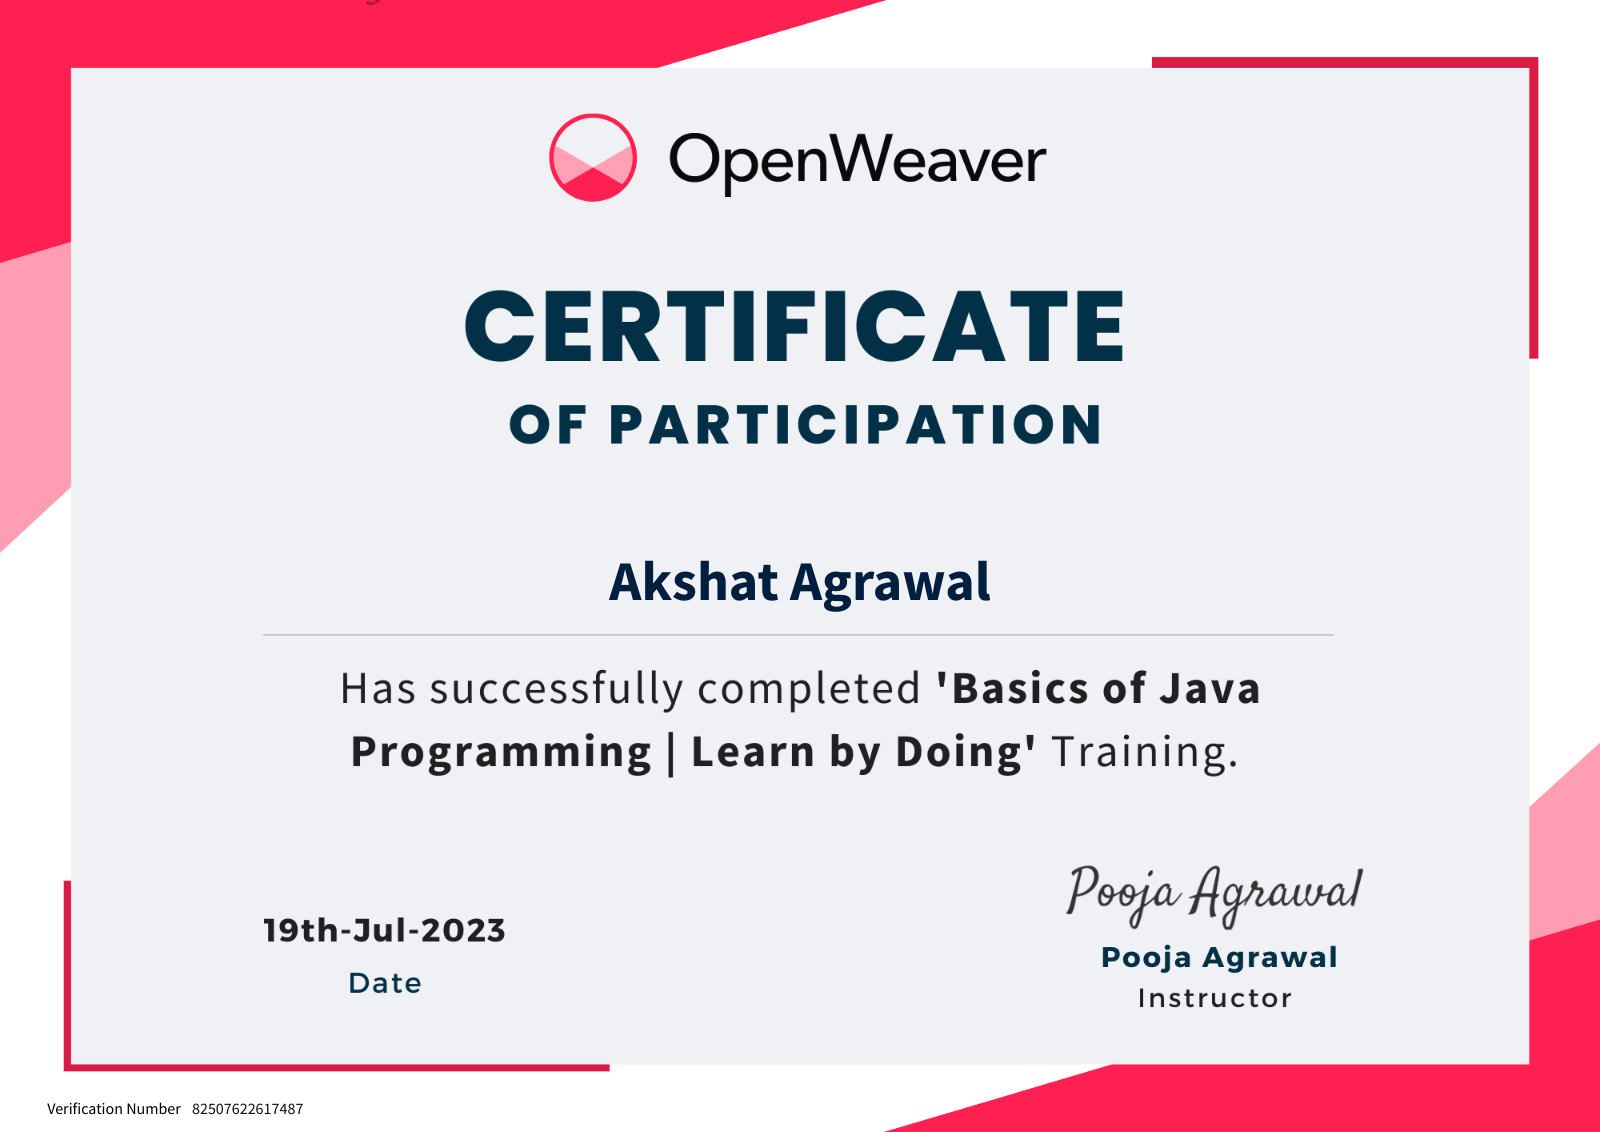 OpenWeaver
CERTIFICATE
OF PARTICIPATION
Akshat Agrawal
Has successfully completed 'Basics of Java
Programming | Learn by Doing' Training.
19th-Jul-2023
Date
Pooja Agrawal
Pooja Agrawal
Instructor
Verification Number 82507622617487